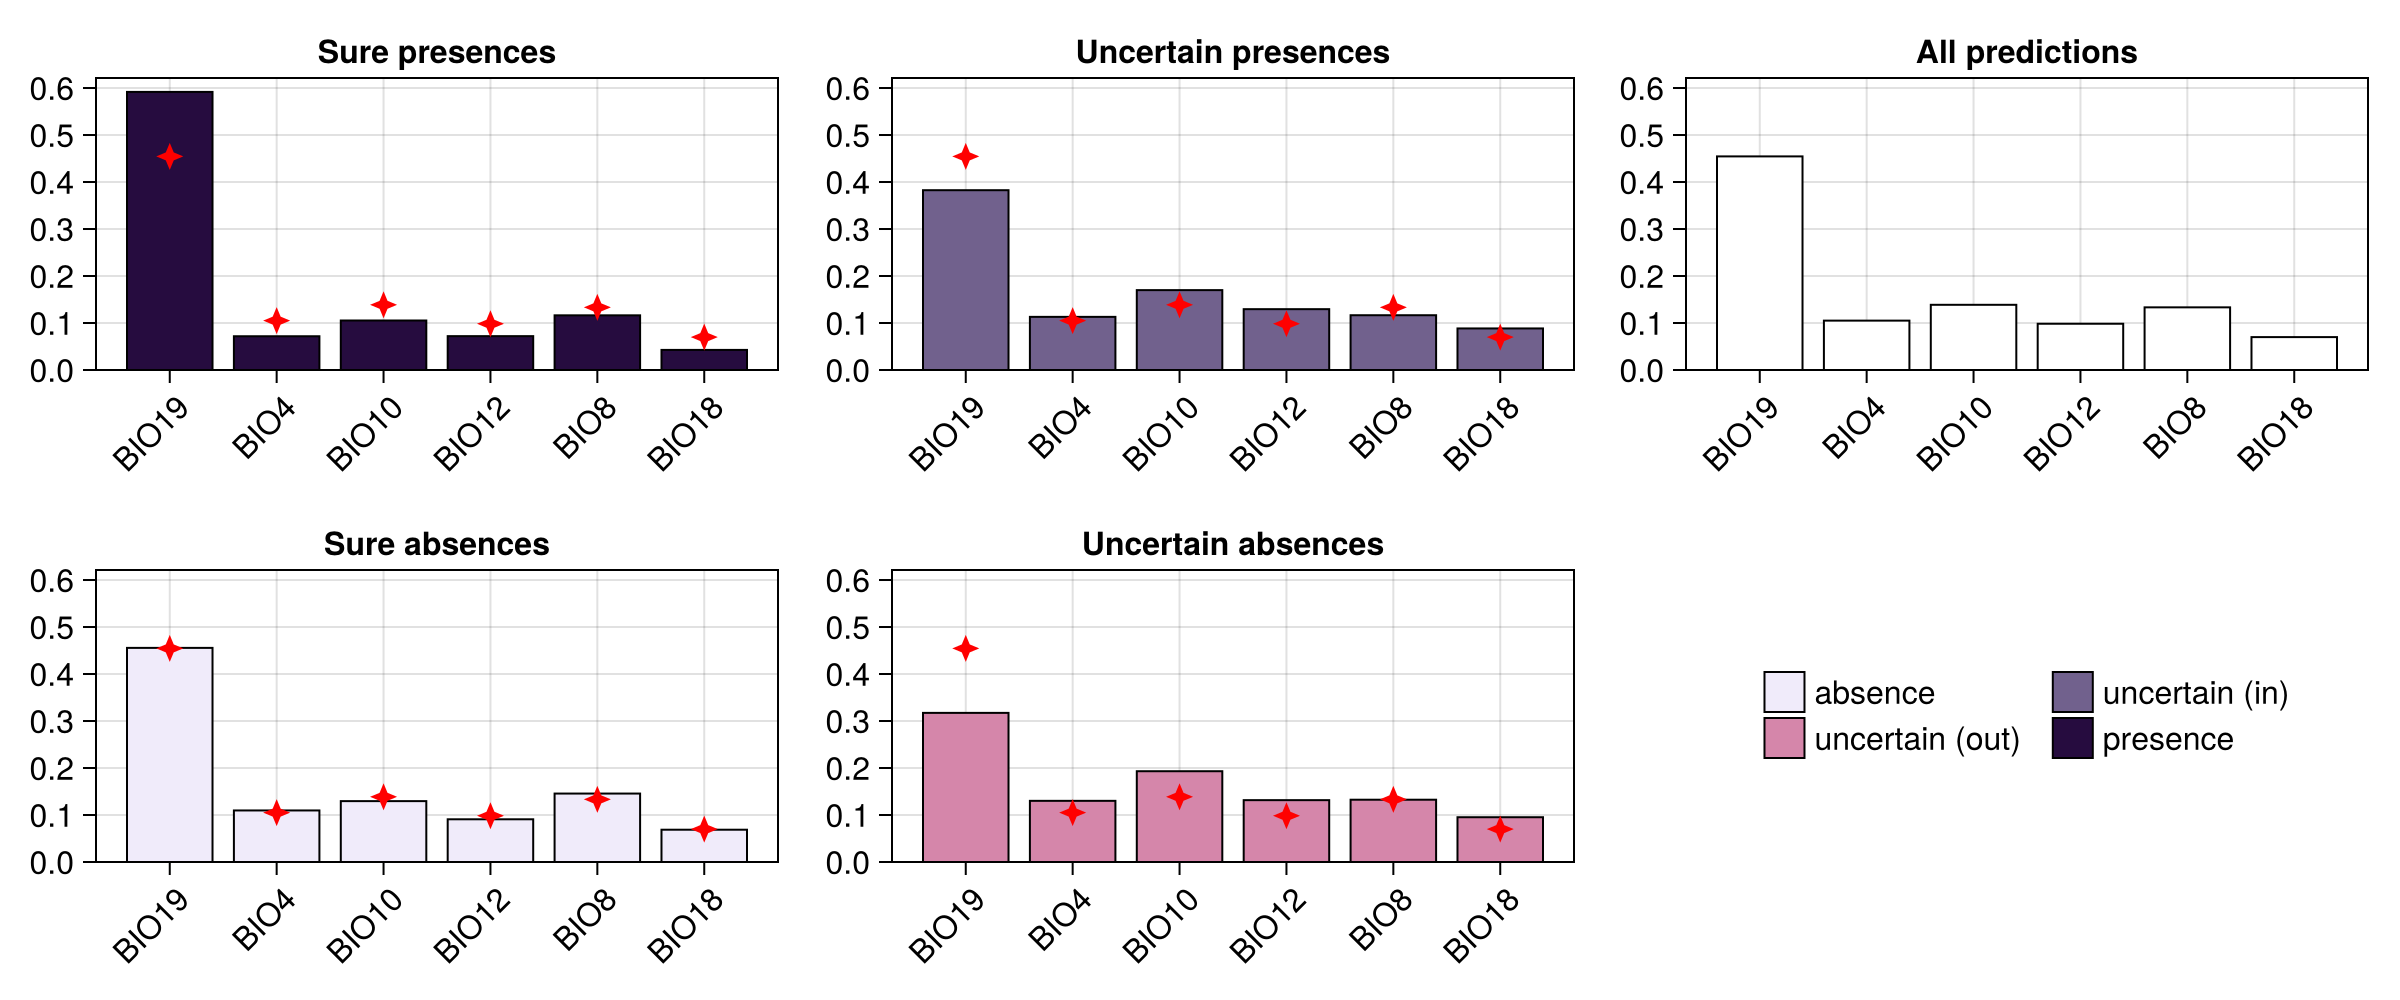 Sure presences
0.6
0.5
0.4
0.3
0.2
0.1
0.0
BIO19 BIO4 BIO10 BIO12 BIO8 BIO18
Uncertain presences
0.6
0.5
0.4
0.3
0.2
0.1
0.0
BIO19 BIO4 BIO10 BIO12 BIO8 BIO18
All predictions
0.6
0.5
0.4
0.3
0.2
0.1
0.0
BIO19 BIO4 BIO10 BIO12 BIO8 BIO18
Sure absences
0.6
0.5
0.4
0.3
0.2
0.1
0.0
BIO19 BIO4 BIO10 BIO12 BIO8 BIO18
Uncertain absences
0.6
0.5
0.4
0.3
0.2
0.1
0.0
BIO19 BIO4 BIO10 BIO12 BIO8 BIO18
absence uncertain (in)
uncertain (out) presence